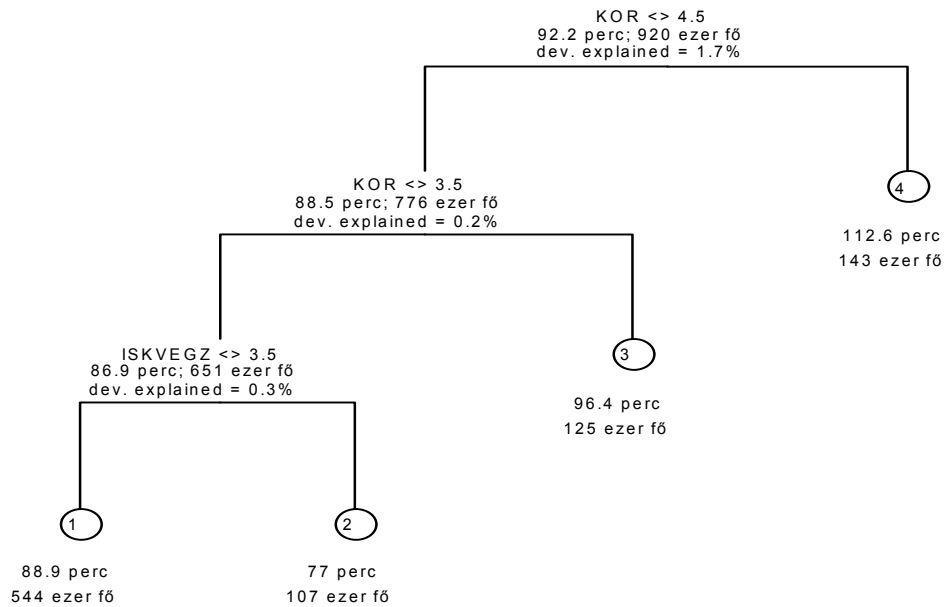 KOR <> 4.5
92.2 perc; 920 ezer fő
dev. explained = 1.7%
KOR <> 3.5
88.5 perc; 776 ezer fő
dev. explained = 0.2%
4
112.6 perc
143 ezer fő
ISKVEGZ <> 3.5
86.9 perc; 651 ezer fő
dev. explained = 0.3%
3
96.4 perc
125 ezer fő
1
88.9 perc
544 ezer fő
2
77 perc
107 ezer fő